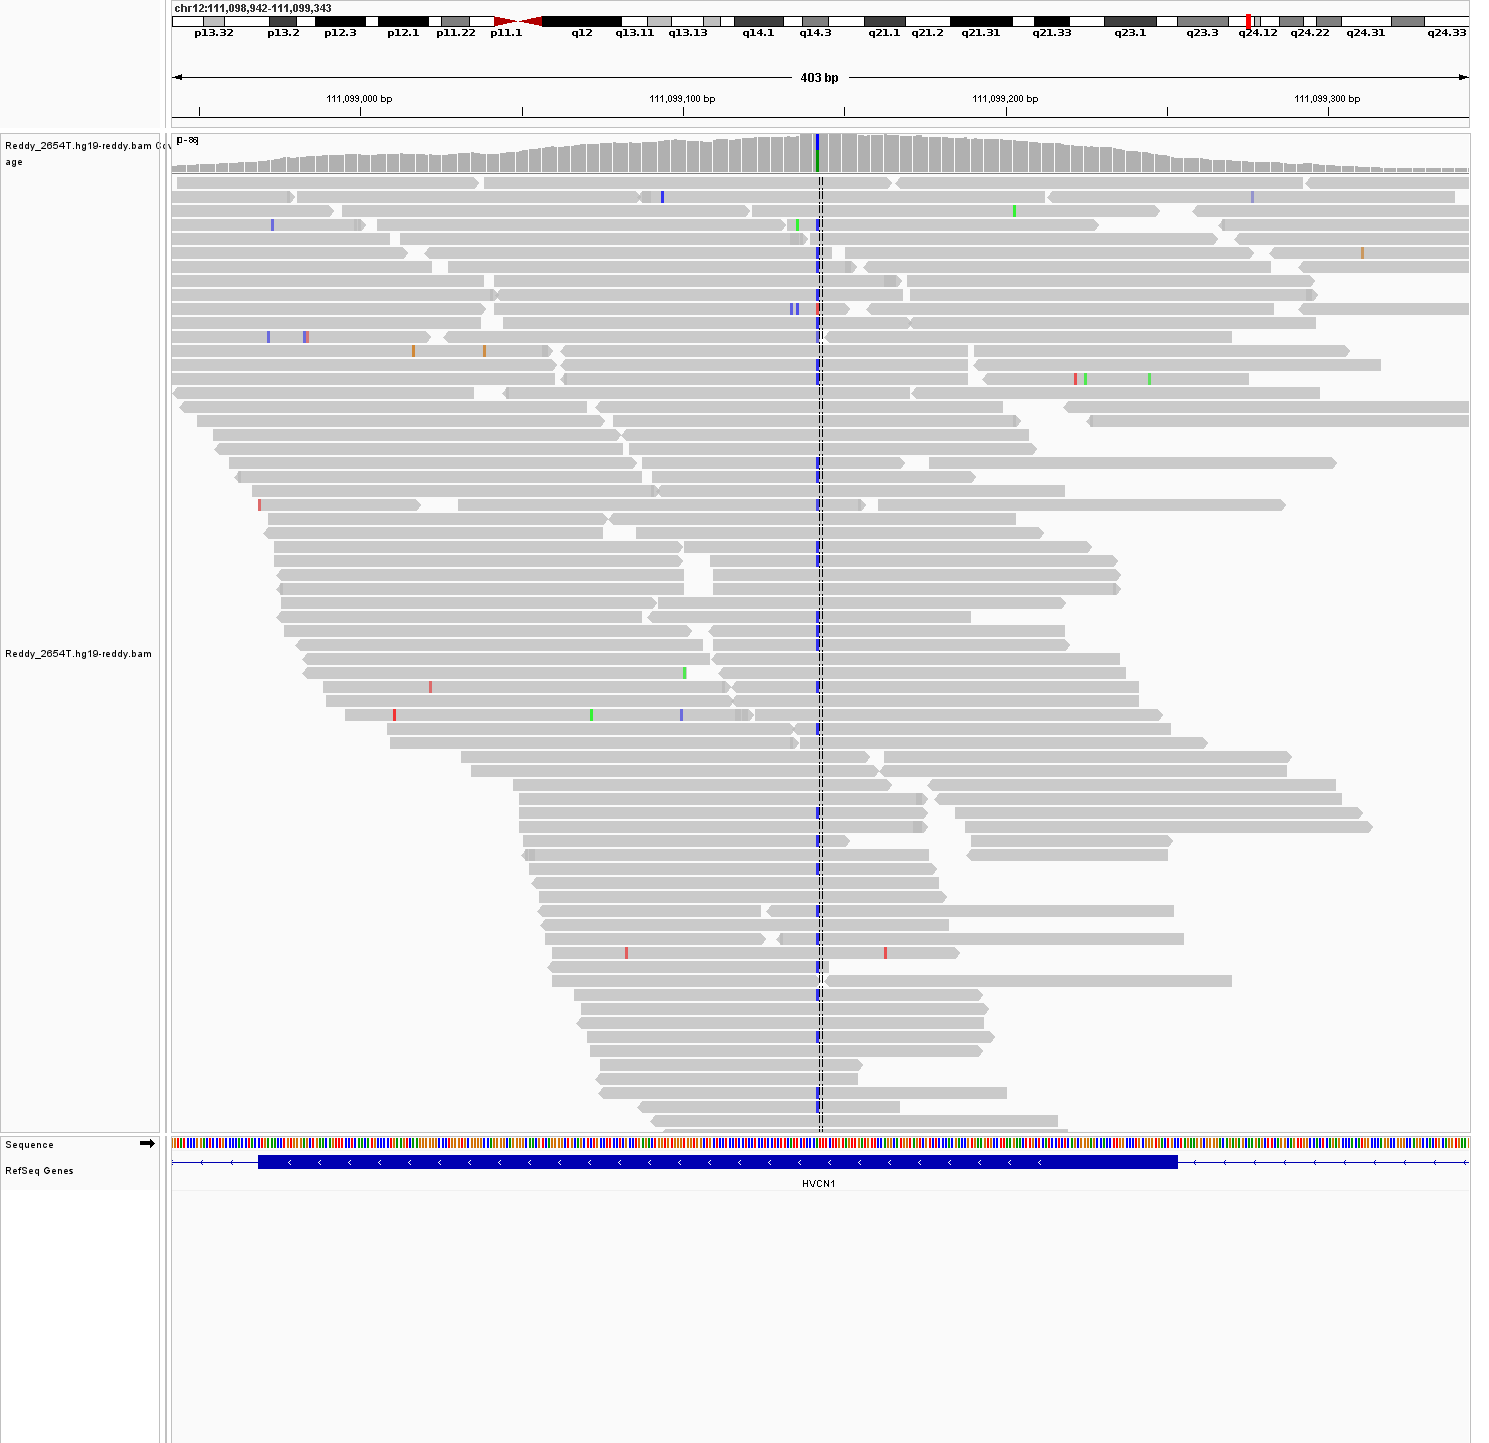 chr12:111,098,942-111,099,343
p13.32 p13.2 p12.3 p12.1 p11.22 p11.1 q12 q13.11 q13.13 q14.1 q14.3 q21.1 q21.2 q21.31 q21.33 q23.1 q23.3 q24.12 q24.22 q24.31 q24.33
403 bp
111,099,000 bp 111,099,100 bp 111,099,200 bp 111,099,300 bp
Reddy_2654T.hg19-reddy.bam Cov
age
[0 - 86]
Reddy_2654T.hg19-reddy.bam
Sequence
RefSeq Genes
HVCN1